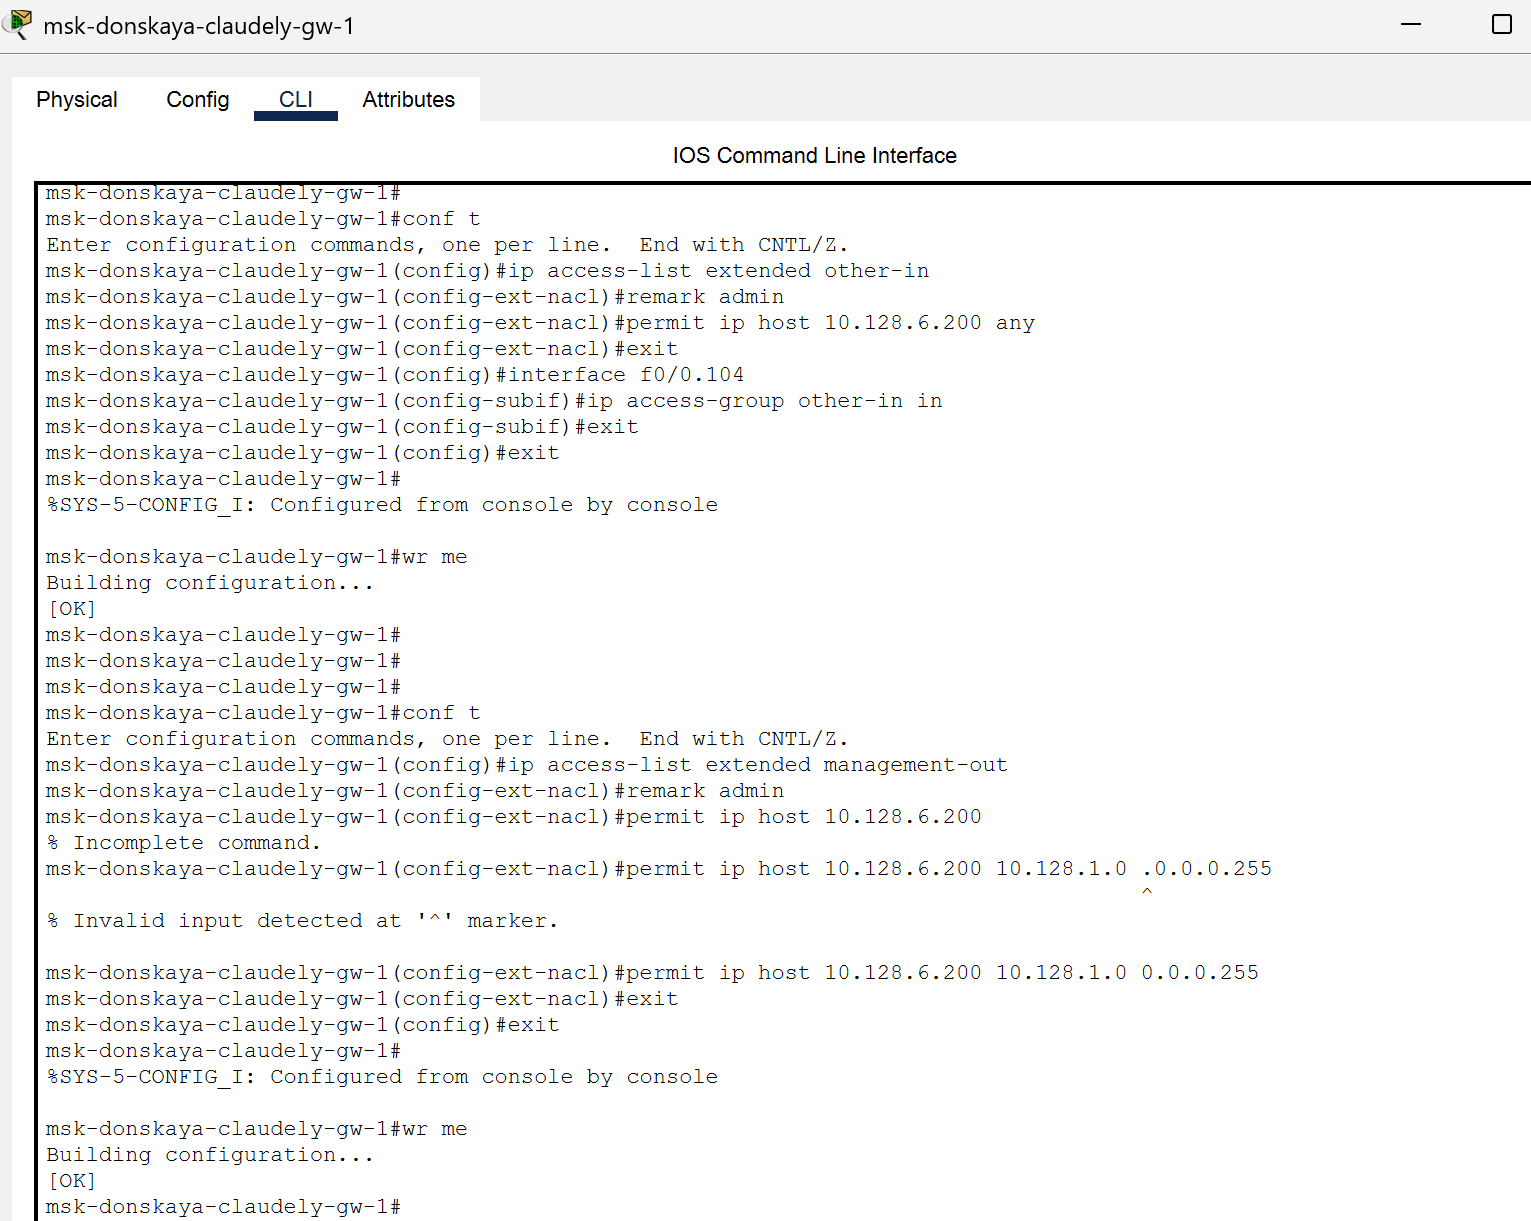 msk-donskaya-claudely-gw-1
Physical Config CLI Attributes
IOS Command Line Interface
msk-donskaya-claudely-gw-1#
msk-donskaya-claudely-gw-1#conf t
Enter configuration commands, one per line.  End with CNTL/Z.
msk-donskaya-claudely-gw-1(config)#ip access-list extended other-in
msk-donskaya-claudely-gw-1(config-ext-nacl)#remark admin
msk-donskaya-claudely-gw-1(config-ext-nacl)#permit ip host 10.128.6.200 any
msk-donskaya-claudely-gw-1(config-ext-nacl)#exit
msk-donskaya-claudely-gw-1(config)#interface f0/0.104
msk-donskaya-claudely-gw-1(config-subif)#ip access-group other-in in
msk-donskaya-claudely-gw-1(config-subif)#exit
msk-donskaya-claudely-gw-1(config)#exit
msk-donskaya-claudely-gw-1#
%SYS-5-CONFIG_I: Configured from console by console
msk-donskaya-claudely-gw-1#wr me
Building configuration...
[OK]
msk-donskaya-claudely-gw-1#
msk-donskaya-claudely-gw-1#
msk-donskaya-claudely-gw-1#
msk-donskaya-claudely-gw-1#conf t
Enter configuration commands, one per line.  End with CNTL/Z.
msk-donskaya-claudely-gw-1(config)#ip access-list extended management-out
msk-donskaya-claudely-gw-1(config-ext-nacl)#remark admin
msk-donskaya-claudely-gw-1(config-ext-nacl)#permit ip host 10.128.6.200
% Incomplete command.
msk-donskaya-claudely-gw-1(config-ext-nacl)#permit ip host 10.128.6.200 10.128.1.0 .0.0.0.255
^
% Invalid input detected at '^' marker.
msk-donskaya-claudely-gw-1(config-ext-nacl)#permit ip host 10.128.6.200 10.128.1.0 0.0.0.255
msk-donskaya-claudely-gw-1(config-ext-nacl)#exit
msk-donskaya-claudely-gw-1(config)#exit
msk-donskaya-claudely-gw-1#
%SYS-5-CONFIG_I: Configured from console by console
msk-donskaya-claudely-gw-1#wr me
Building configuration...
[OK]
msk-donskaya-claudely-gw-1#